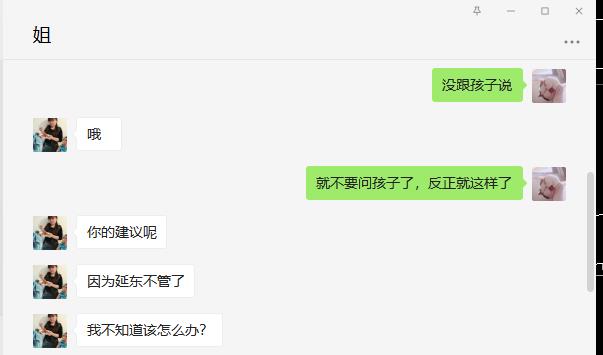 姐
没跟孩子说
哦
就不要问孩子了，反正就这样了
你的建议呢
因为延东不管了
我不知道该怎么办?